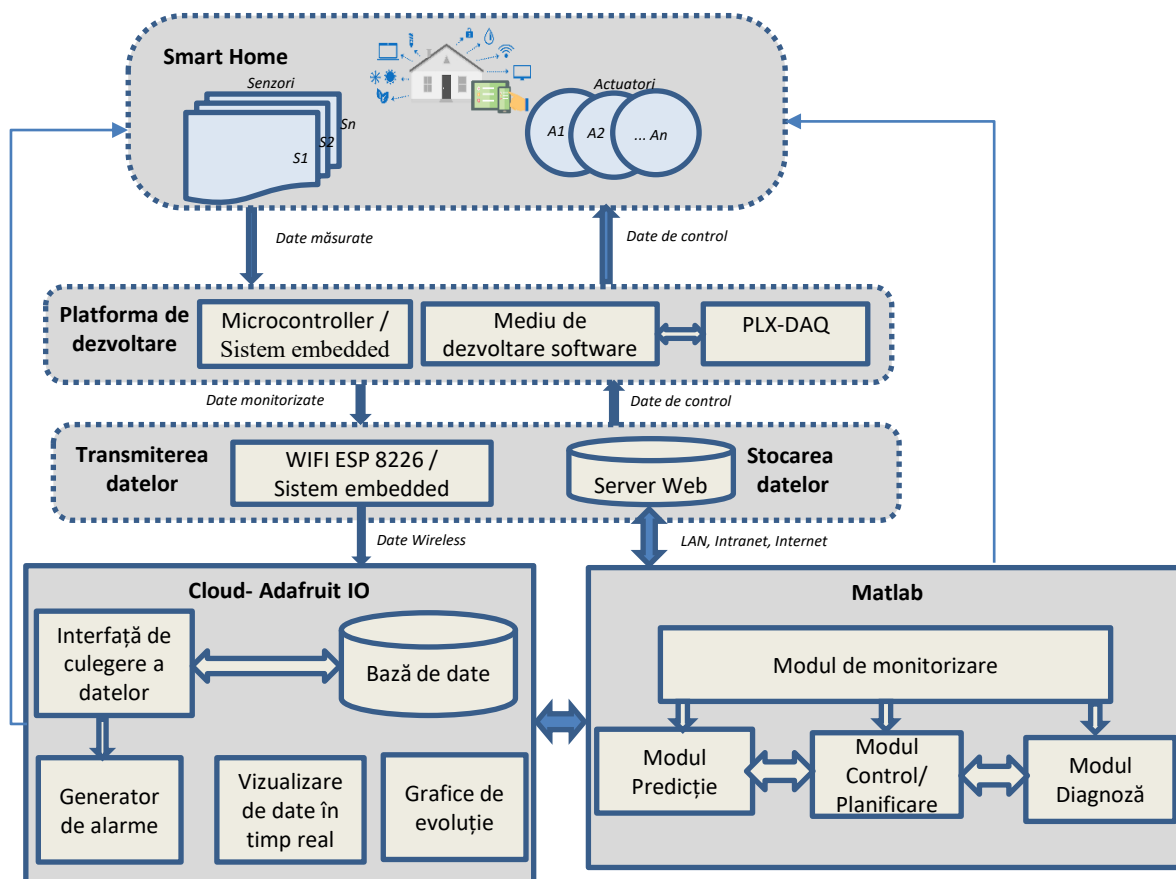 Smart Home
Senzori
Sn
S2
S1
Actuatori
A1
A2
... An
Date măsurate
Date de control
Platforma de
dezvoltare
Microcontroller /
Sistem embedded
Mediu de
dezvoltare software
PLX-DAQ
Date monitorizate
Date de control
Transmiterea
datelor
WIFI ESP 8226 /
Sistem embedded
Server Web
Stocarea
datelor
Date Wireless
LAN, Intranet, Internet
Cloud- Adafruit IO
Interfață de
culegere a
datelor
Bază de date
Generator
de alarme
Vizualizare
de date în
timp real
Grafice de
evoluție
Matlab
Modul de monitorizare
Modul
Predicție
Modul
Control/
Planificare
Modul
Diagnoză